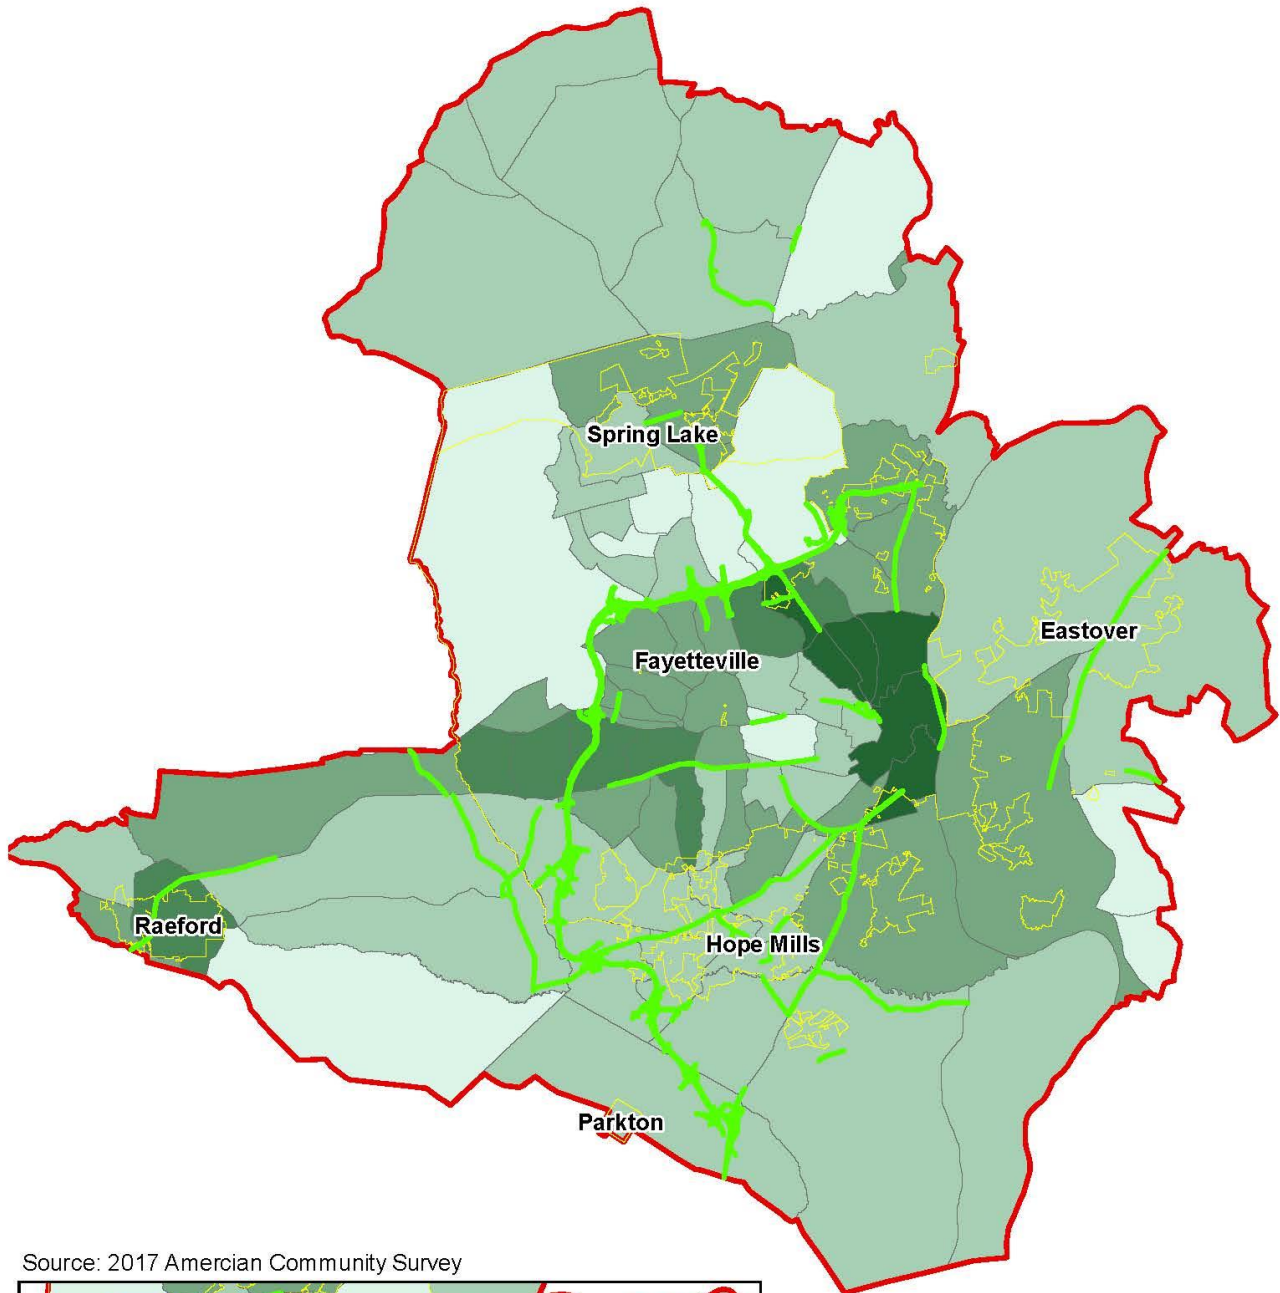 Spring Lake
Eastover
Fayetteville
Raeford
Hope Mills
Parkton
Source: 2017 Amercian Community Survey